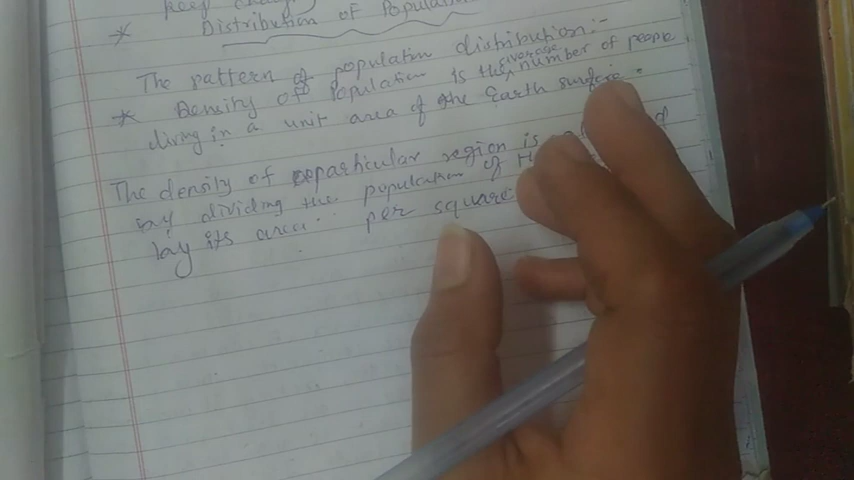 keep
* Distribution of Population
The pattern of population distribution:-
* Density of Population is the average number of people
living in a unit area of the Earth surface.
The density of particular region is
by dividing the population of
by its area. per square